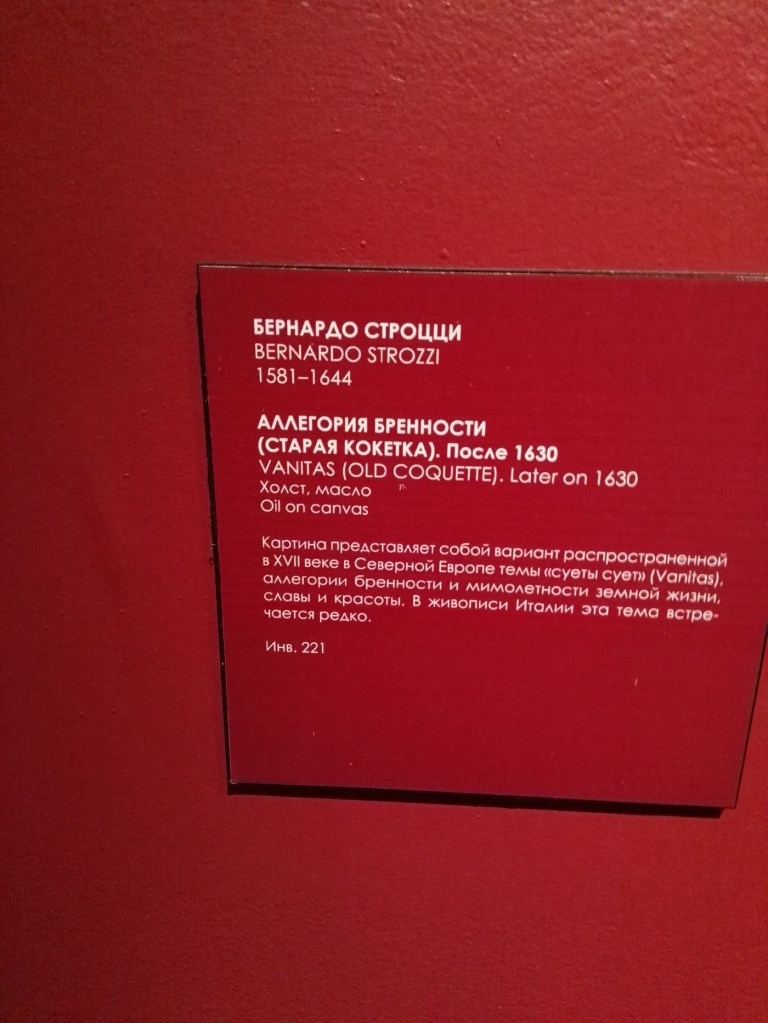 БЕРНАРДО СТРОЦЦИ
BERNARDO STROZZI
1581–1644
АЛЛЕГОРИЯ БРЕННОСТИ
(СТАРАЯ КОКЕТКА). После 1630
VANITAS (OLD COQUETTE). Later on 1630
Холст, масло
Oil on canvas
Картина представляет собой вариант распространенной
в XVII веке в Северной Европе темы «суеты сует» (Vanitas),
аллегории бренности и мимолетности земной жизни,
славы и красоты. В живописи Италии эта тема встре-
чается редко.
Инв. 221